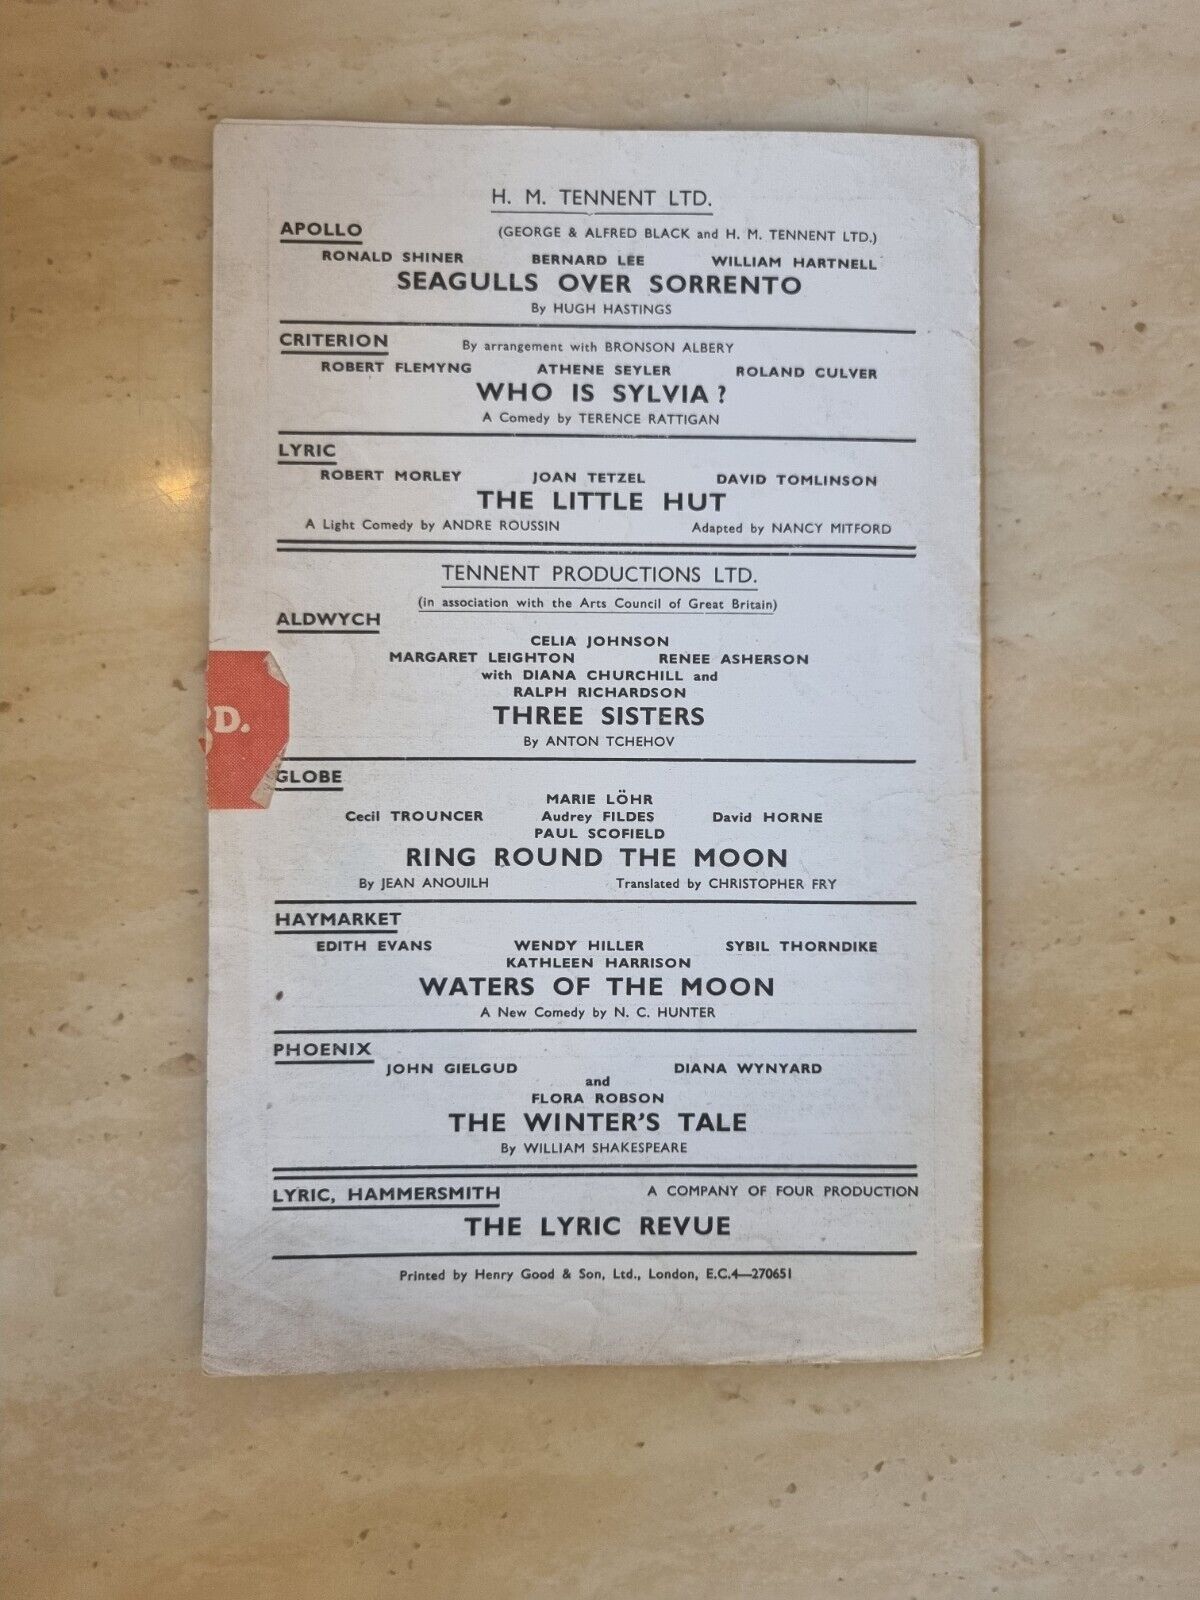 H. M. TENNENT LTD.
APOLLO (GEORGE & ALFRED BLACK and H. M. TENNENT LTD.)
RONALD SHINER BERNARD LEE WILLIAM HARTNELL
SEAGULLS OVER SORRENTO
By HUGH HASTINGS
CRITERION By arrangement with BRONSON ALBERY
ROBERT FLEMYNG ATHENE SEYLER ROLAND CULVER
WHO IS SYLVIA?
A Comedy by TERENCE RATTIGAN
LYRIC
ROBERT MORLEY JOAN TETZEL DAVID TOMLINSON
THE LITTLE HUT
A Light Comedy by ANDRE ROUSSIN Adapted by NANCY MITFORD
TENNENT PRODUCTIONS LTD.
(in association with the Arts Council of Great Britain)
ALDWYCH
CELIA JOHNSON
MARGARET LEIGHTON RENEE ASHERSON
with DIANA CHURCHILL and
RALPH RICHARDSON
THREE SISTERS
By ANTON TCHEHOV
D.
GLOBE
MARIE LÖHR
Cecil TROUNCER Audrey FILDES David HORNE
PAUL SCOFIELD
RING ROUND THE MOON
By JEAN ANOUILH Translated by CHRISTOPHER FRY
HAYMARKET
EDITH EVANS WENDY HILLER SYBIL THORNDIKE
KATHLEEN HARRISON
WATERS OF THE MOON
A New Comedy by N. C. HUNTER
PHOENIX
JOHN GIELGUD DIANA WYNYARD
and
FLORA ROBSON
THE WINTER'S TALE
By WILLIAM SHAKESPEARE
LYRIC, HAMMERSMITH A COMPANY OF FOUR PRODUCTION
THE LYRIC REVUE
Printed by Henry Good & Son, Ltd., London, E.C.4—270651